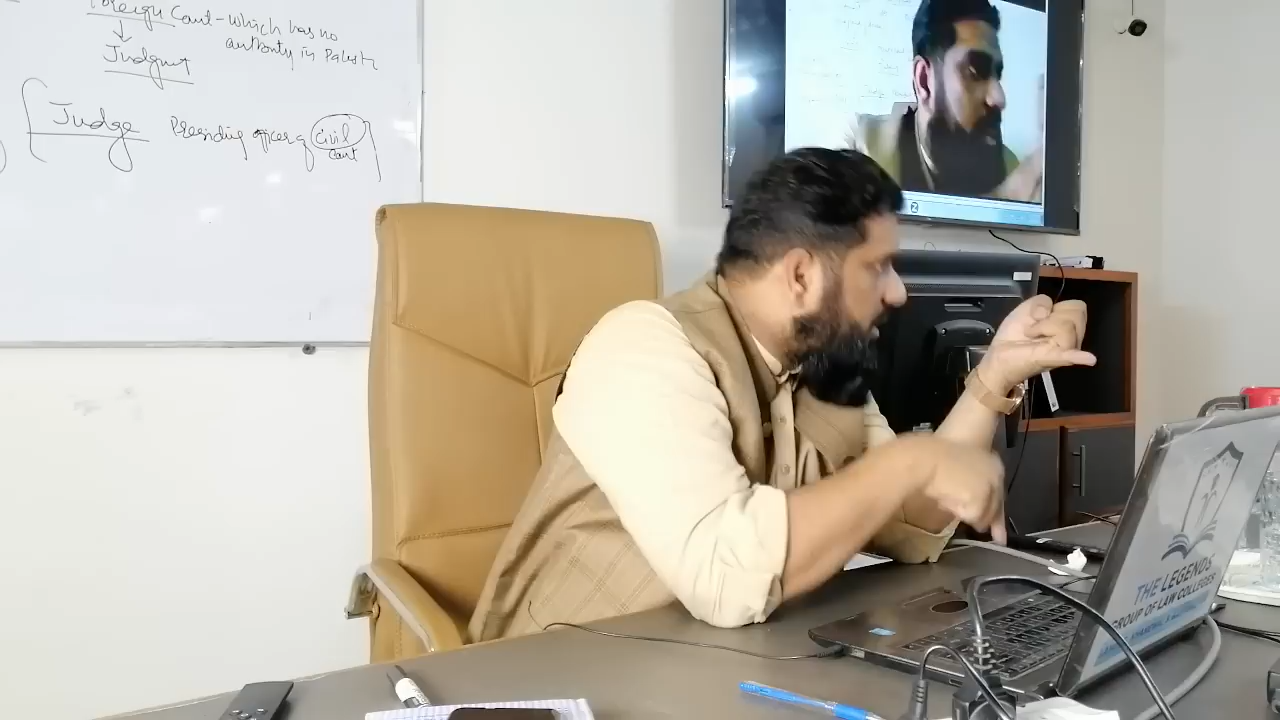 Foreign Court - which has no
authority in Pakistan
↓
Judgmt
Judge Presiding officer of Civil
Court
THE LEGENDS
GROUP OF LAW COLLEGES